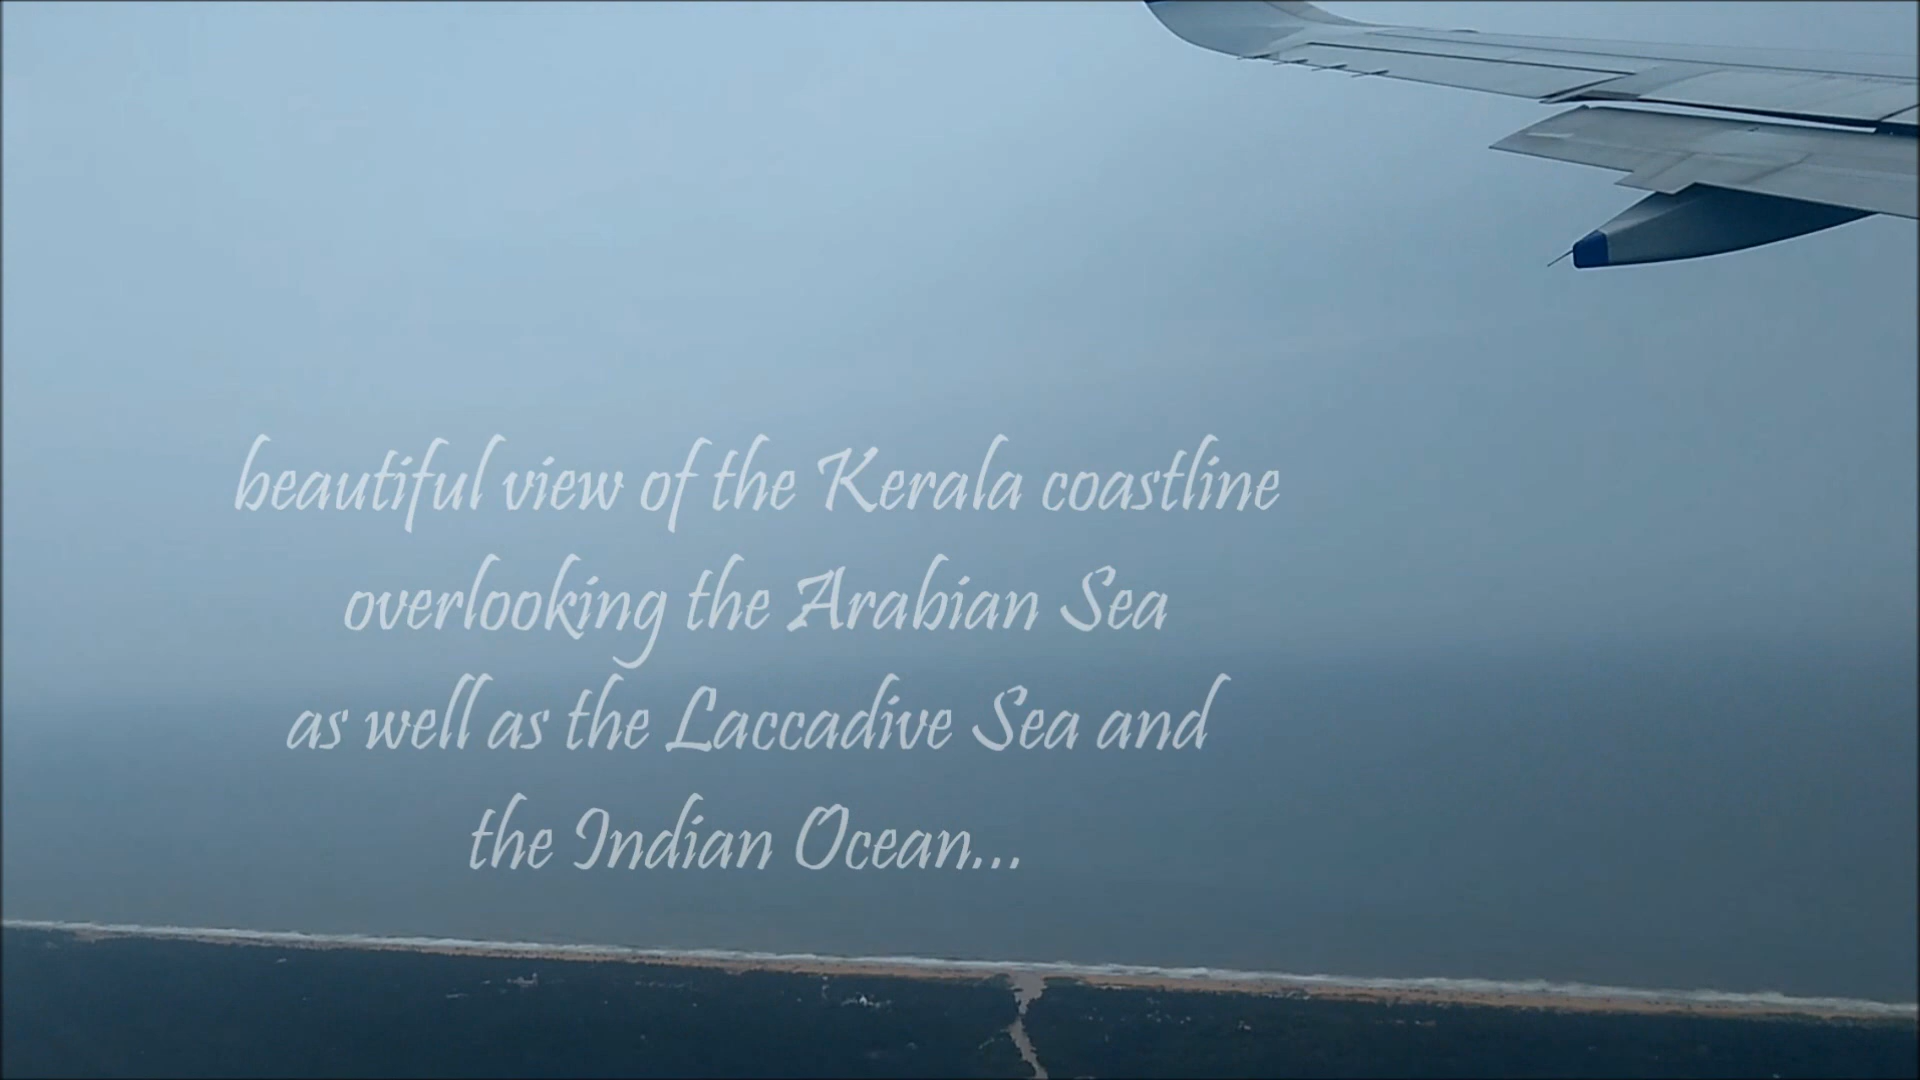 beautiful view of the Kerala coastline
overlooking the Arabian Sea
as well as the Laccadive Sea and
the Indian Ocean...